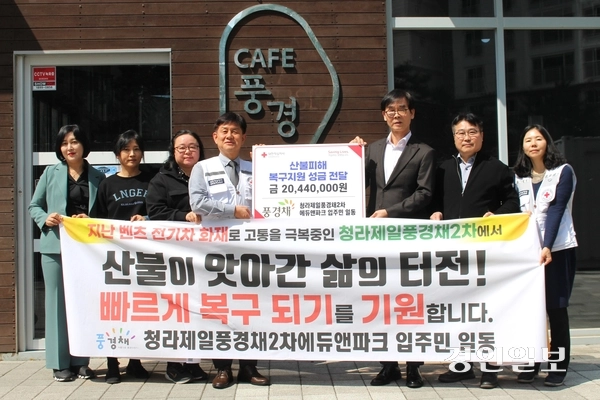 CCTV
CAFE
풍경
산불피해
복구지원 성금 전달
금 20,440,000원
풍경채
청라제일풍경채2차
에듀앤파크 입주민 일동
지난 벤츠 전기차 화재로 고통을 극복중인 청라제일풍경채2차에서
산불이 앗아간 삶의 터전!
빠르게 복구 되기를 기원합니다.
풍경채 청라제일풍경채2차에듀앤파크 입주민 일동
경인일보